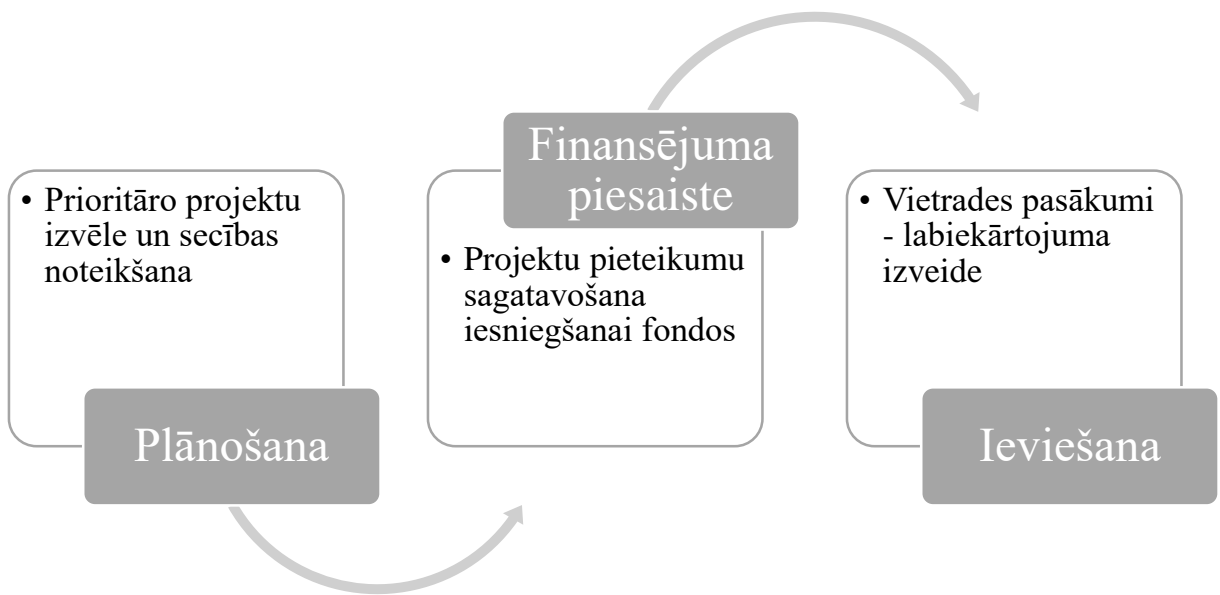 • Prioritāro projektu
izvēle un secības
noteikšana
Plānošana
Finansējuma
piesaiste
• Projektu pieteikumu
sagatavošana
iesniegšanai fondos
• Vietrades pasākumi
- labiekārtojuma
izveide
Ieviešana